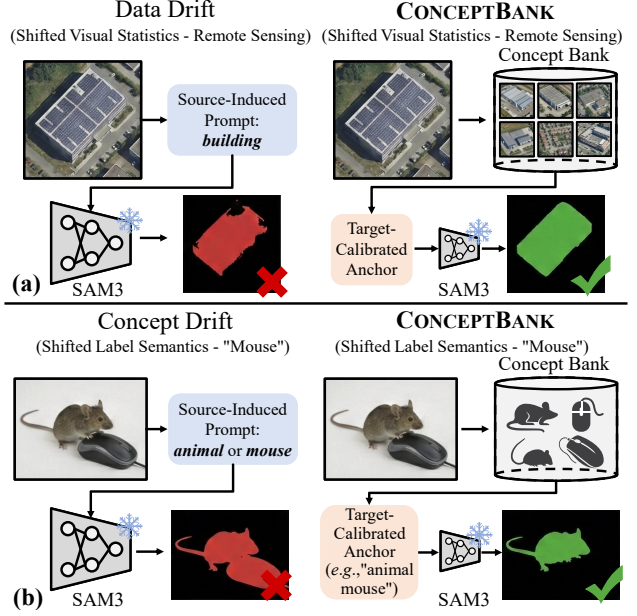 Data Drift
(Shifted Visual Statistics - Remote Sensing)
Source-Induced
Prompt:
building
SAM3
(a)
CONCEPTBANK
(Shifted Visual Statistics - Remote Sensing)
Concept Bank
Target-
Calibrated
Anchor
SAM3
Concept Drift
(Shifted Label Semantics - "Mouse")
Source-Induced
Prompt:
animal or mouse
SAM3
(b)
CONCEPTBANK
(Shifted Label Semantics - "Mouse")
Concept Bank
Target-
Calibrated
Anchor
(e.g.,"animal
mouse")
SAM3